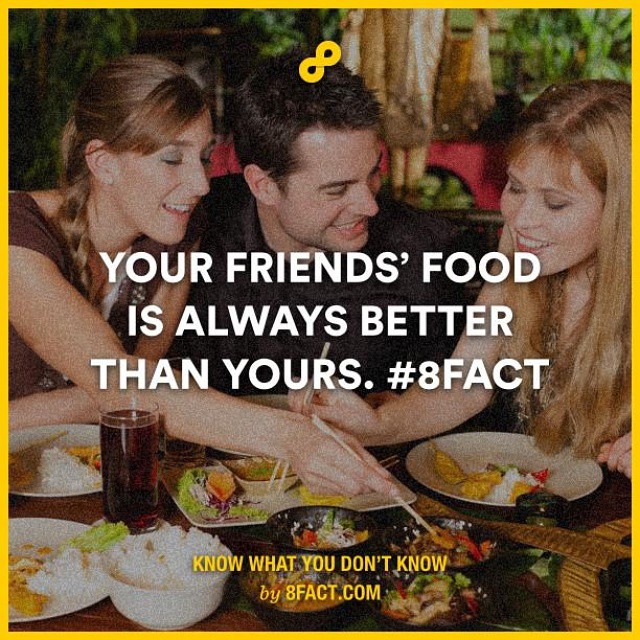 YOUR FRIENDS’ FOOD
IS ALWAYS BETTER
THAN YOURS. #8FACT
KNOW WHAT YOU DON’T KNOW
by 8FACT.COM